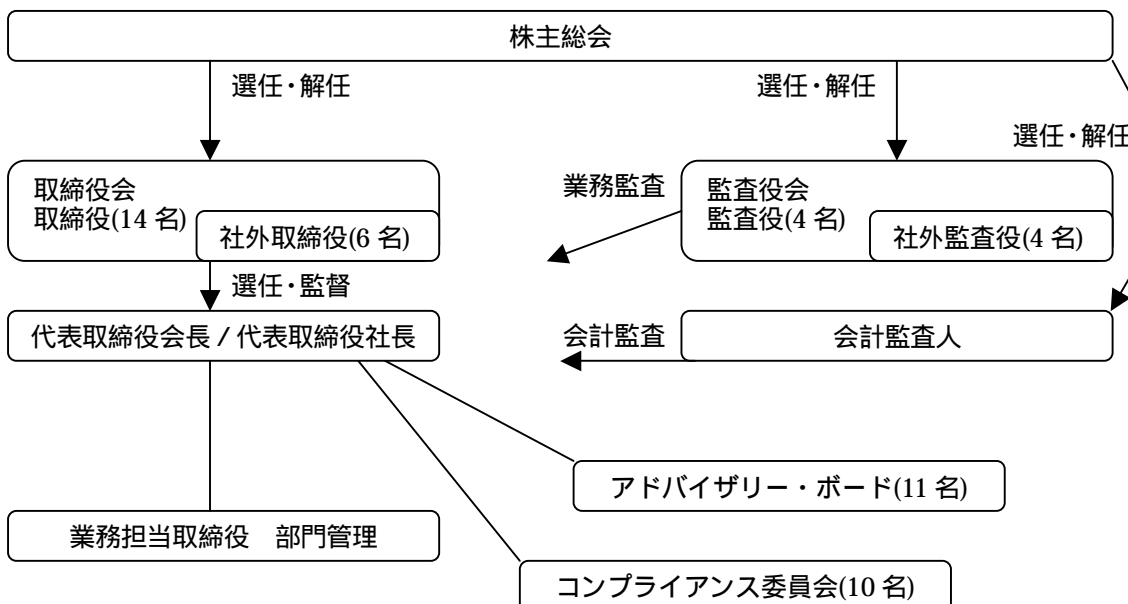 株主総会
選任・解任
選任・解任
選任・解任
取締役会
取締役(14 名)
社外取締役(6 名)
業務監査
監査役会
監査役(4 名)
社外監査役(4 名)
選任・監督
代表取締役会長 / 代表取締役社長
会計監査
会計監査人
アドバイザリー・ボード(11 名)
業務担当取締役　部門管理
コンプライアンス委員会(10 名)